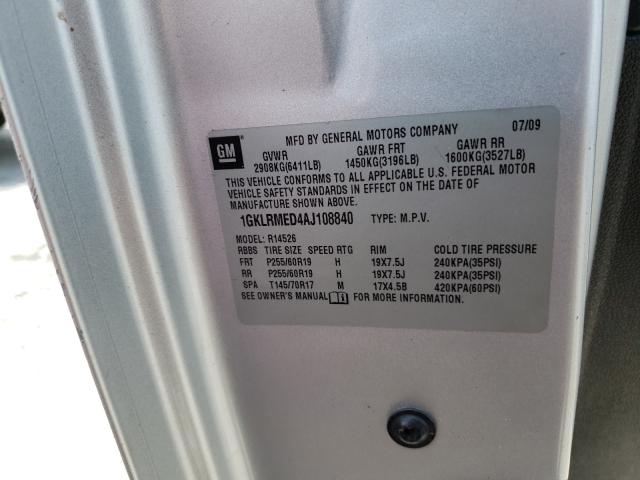 GM
MFD BY GENERAL MOTORS COMPANY 07/09
GVWR GAWR FRT GAWR RR
2908KG(6411LB) 1450KG(3196LB) 1600KG(3527LB)
THIS VEHICLE CONFORMS TO ALL APPLICABLE U.S. FEDERAL MOTOR
VEHICLE SAFETY STANDARDS IN EFFECT ON THE DATE OF
MANUFACTURE SHOWN ABOVE.
1GKLRMED4AJ108840 TYPE: M.P.V.
MODEL: R14526
RBBS TIRE SIZE SPEED RTG RIM COLD TIRE PRESSURE
FRT P255/60R19 H 19X7.5J 240KPA(35PSI)
RR P255/60R19 H 19X7.5J 240KPA(35PSI)
SPA T145/70R17 M 17X4.5B 420KPA(60PSI)
SEE OWNER'S MANUAL FOR MORE INFORMATION.